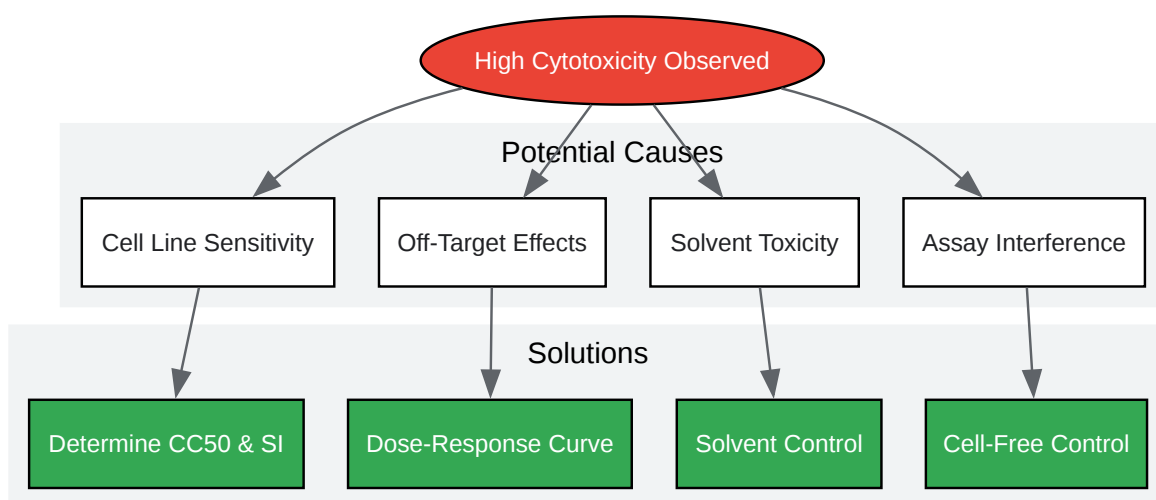 High Cytotoxicity Observed
Potential Causes
Cell Line Sensitivity
Off-Target Effects
Solvent Toxicity
Assay Interference
Solutions
Determine CC50 & SI
Dose-Response Curve
Solvent Control
Cell-Free Control